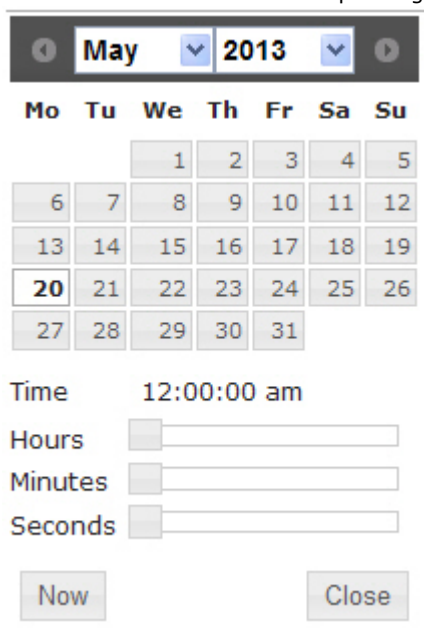 May 2013
Mo Tu We Th Fr Sa Su
1 2 3 4 5
6 7 8 9 10 11 12
13 14 15 16 17 18 19
20 21 22 23 24 25 26
27 28 29 30 31
Time 12:00:00 am
Hours
Minutes
Seconds
Now Close